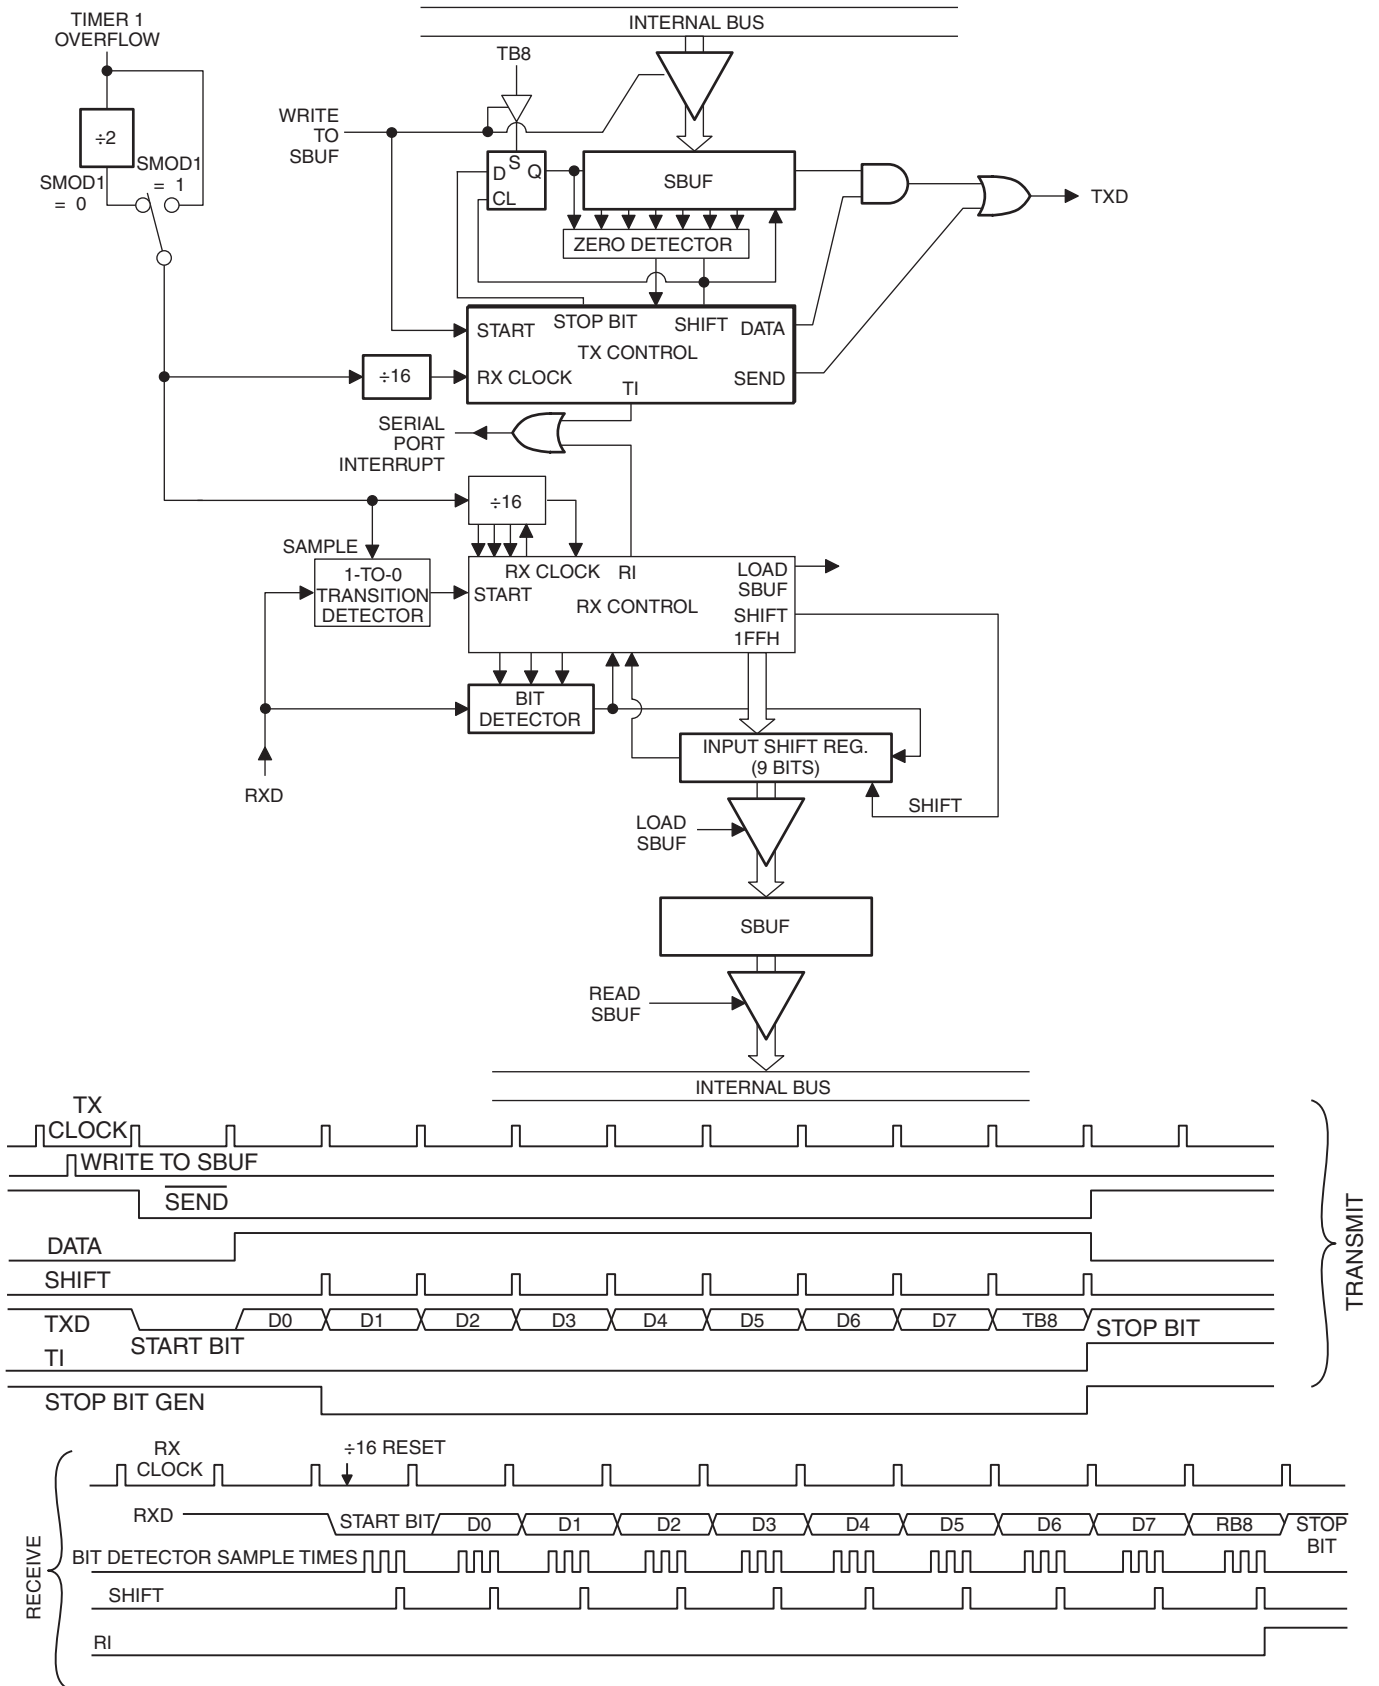 TIMER 1
OVERFLOW
INTERNAL BUS
TB8
WRITE
TO
SBUF
÷2
SMOD1
= 0
SMOD1
= 1
S
D
Q
CL
SBUF
TXD
ZERO DETECTOR
STOP BIT
SHIFT
DATA
START
TX CONTROL
÷16
RX CLOCK
TI
SEND
SERIAL
PORT
INTERRUPT
÷16
SAMPLE
1-TO-0
TRANSITION
DETECTOR
RX CLOCK
RI
START
RX CONTROL
LOAD
SBUF
SHIFT
1FFH
BIT
DETECTOR
INPUT SHIFT REG.
(9 BITS)
RXD
SHIFT
LOAD
SBUF
SBUF
READ
SBUF
INTERNAL BUS
TX
CLOCK
WRITE TO SBUF
SEND
DATA
SHIFT
TXD
START BIT
D0 D1 D2 D3 D4 D5 D6 D7 TB8
STOP BIT
TI
STOP BIT GEN
TRANSMIT
RX
CLOCK
÷16 RESET
RXD
START BIT D0 D1 D2 D3 D4 D5 D6 D7 RB8 STOP
BIT
BIT DETECTOR SAMPLE TIMES
SHIFT
RI
RECEIVE